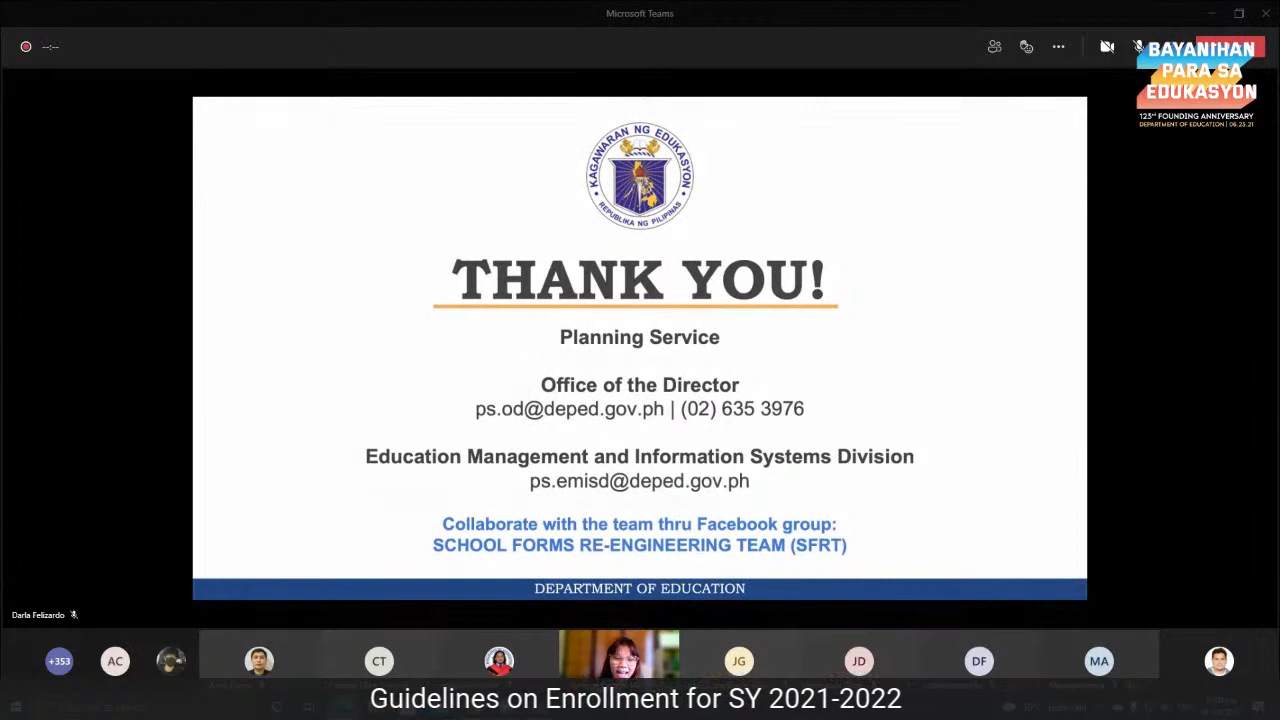 Microsoft Teams
--:--
BAYANIHAN
PARA SA
EDUKASYON
123rd FOUNDING ANNIVERSARY
DEPARTMENT OF EDUCATION | 06.23.21
KAGAWARAN NG EDUKASYON
REPUBLIKA NG PILIPINAS
THANK YOU!
Planning Service
Office of the Director
ps.od@deped.gov.ph | (02) 635 3976
Education Management and Information Systems Division
ps.emisd@deped.gov.ph
Collaborate with the team thru Facebook group:
SCHOOL FORMS RE-ENGINEERING TEAM (SFRT)
DEPARTMENT OF EDUCATION
Darla Felizardo
+353
AC
CT
JG
JD
DF
MA
Guidelines on Enrollment for SY 2021-2022